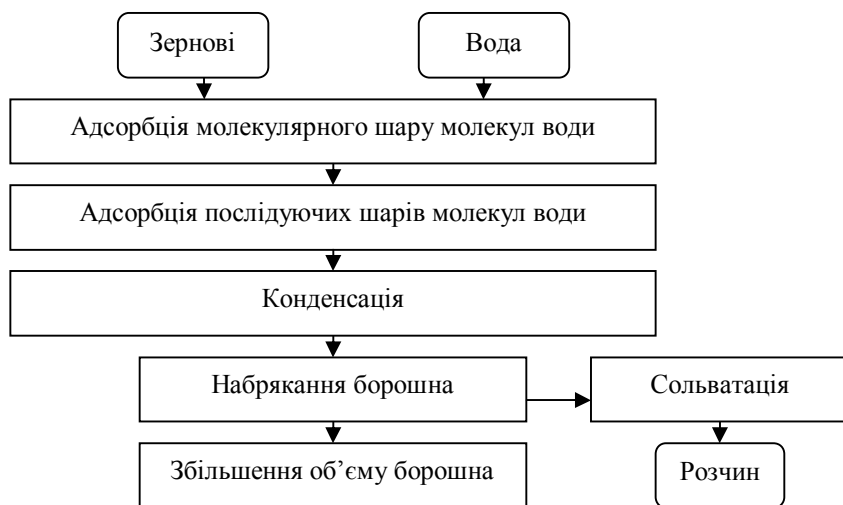 Зернові
Вода
Адсорбція молекулярного шару молекул води
Адсорбція послідуючих шарів молекул води
Конденсація
Набрякання борошна
Сольватація
Збільшення об’єму борошна
Розчин